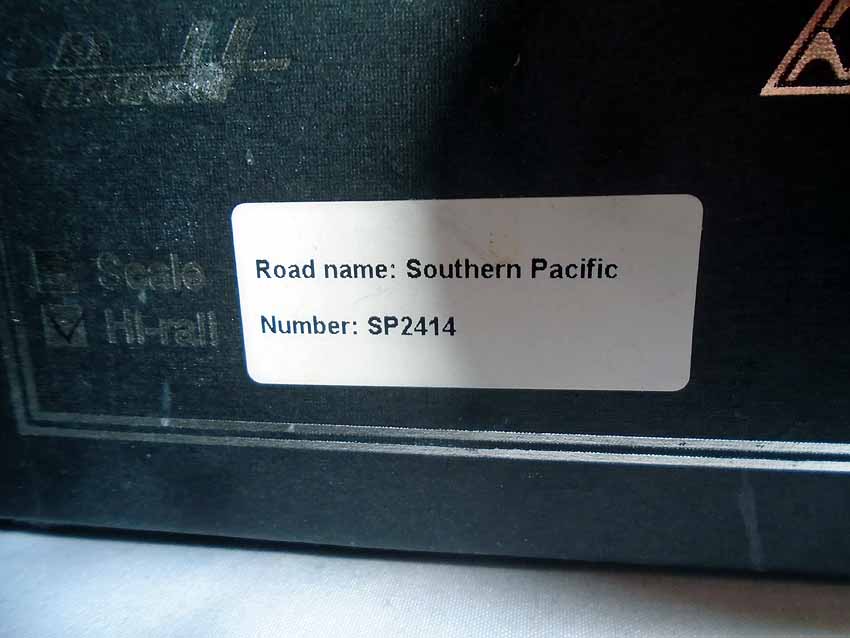 Scale
Hi-rail
Road name: Southern Pacific
Number: SP2414